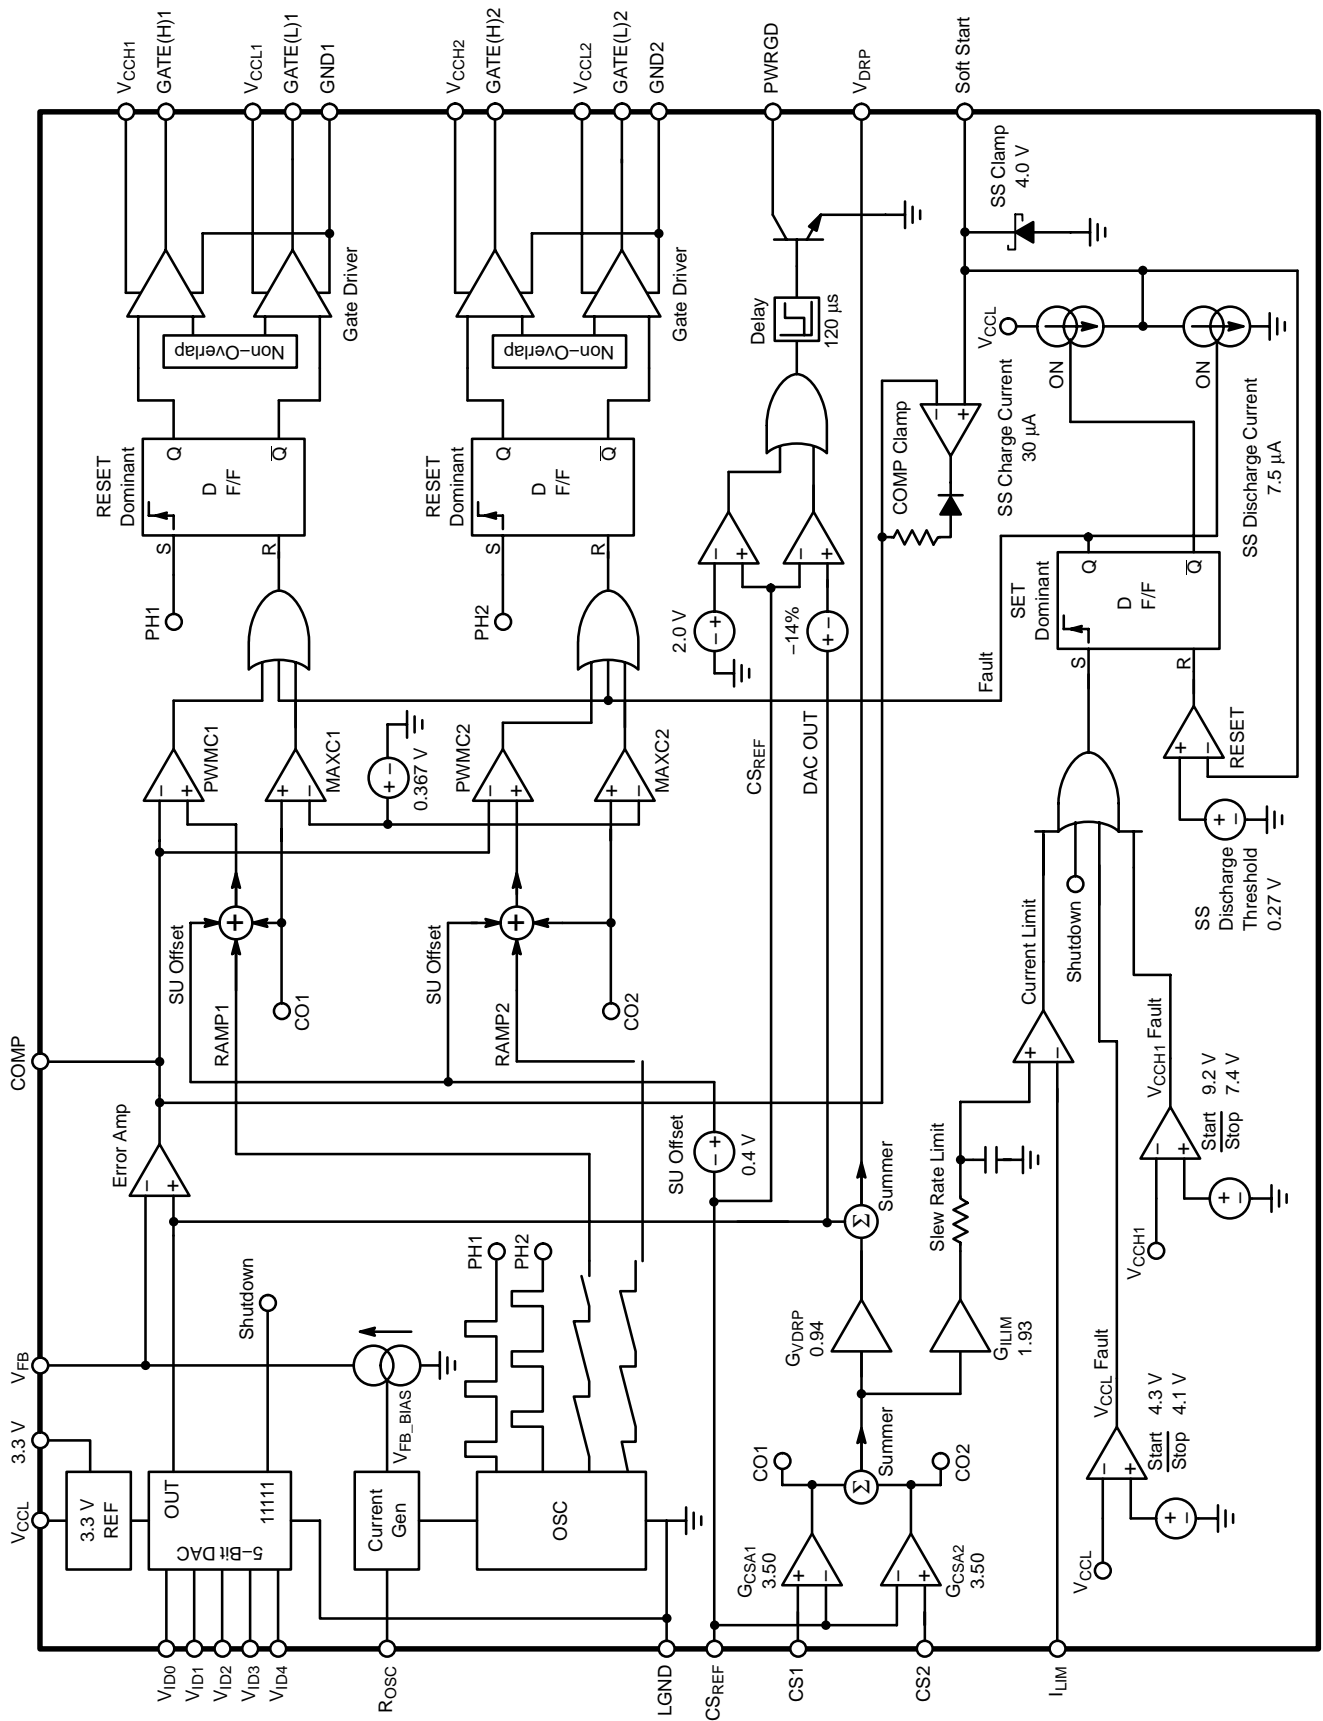 VCCH1
GATE(H)1
VCCL1
GATE(L)1
GND1
VCCH2
GATE(H)2
VCCL2
GATE(L)2
GND2
PWRGD
VDRP
Soft Start
Non−Overlap
Gate Driver
Non−Overlap
Gate Driver
RESET
Dominant
S
R
D
F/F
Q
Q
PH1
RESET
Dominant
S
R
D
F/F
Q
Q
PH2
Delay
120 μs
SS Clamp
4.0 V
VCCL
ON
ON
SS Charge Current
30 μA
SS Discharge Current
7.5 μA
COMP Clamp
−
+
−
+
−
+
2.0 V
−
+
−14%
+
−
SET
Dominant
S
R
D
F/F
Q
Q
Fault
CSREF
DAC OUT
−
+
PWMC1
+
−
MAXC1
+
−
0.367 V
−
+
PWMC2
+
−
MAXC2
+
−
RESET
+
−
SS
Discharge
Threshold
0.27 V
Shutdown
Current Limit
+
−
SU Offset
+
RAMP1
CO1
SU Offset
+
RAMP2
CO2
COMP
Error Amp
−
+
SU Offset
−
+
0.4 V
Σ
Summer
Slew Rate Limit
VCCH1 Fault
−
+
Start
Stop
9.2 V
7.4 V
+
−
VCCH1
VCCL Fault
−
+
Start
Stop
4.3 V
4.1 V
+
−
VCCL
VFB
3.3 V
VCCL
3.3 V
REF
OUT
11111
5−Bit DAC
Shutdown
VFB_BIAS
Current
Gen
OSC
PH1
PH2
GVDRP
0.94
GILIM
1.93
CO1
Σ
Summer
CO2
GCSA1
3.50
+
−
GCSA2
3.50
−
+
VID0
VID1
VID2
VID3
VID4
ROSC
LGND
CSREF
CS1
CS2
ILIM